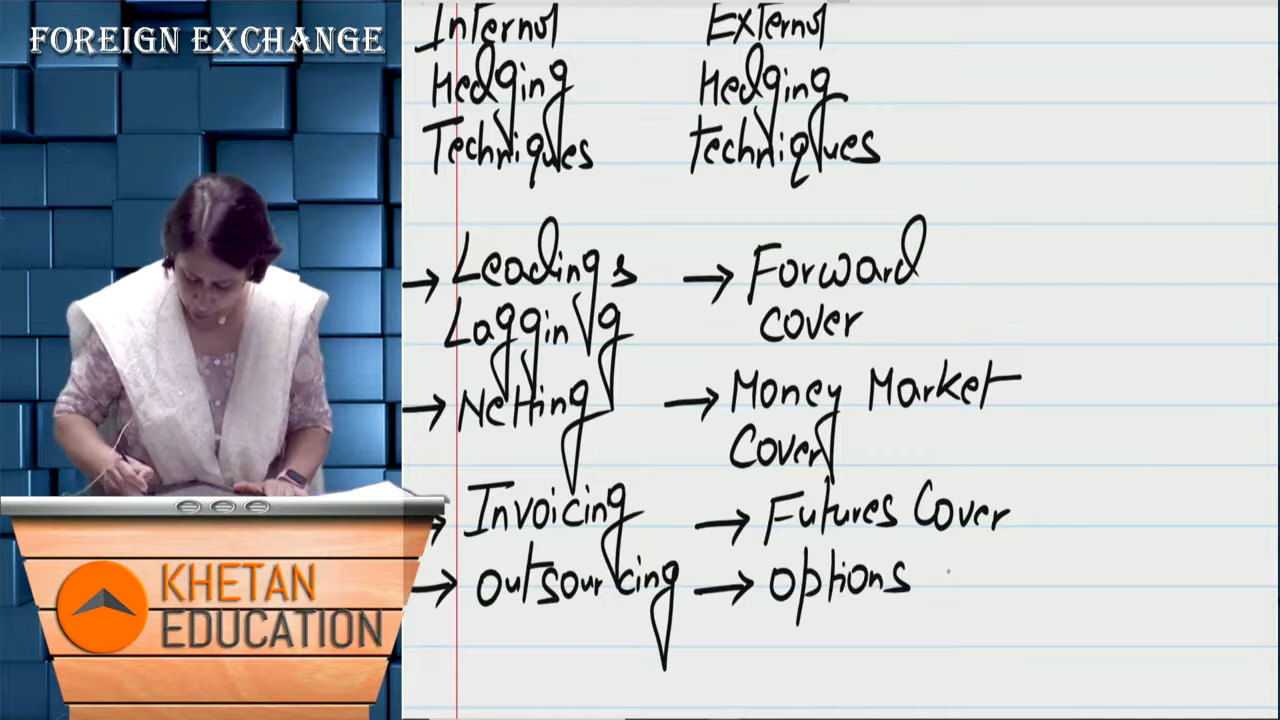 FOREIGN EXCHANGE
Internal External
Hedging Hedging
Techniques Techniques
→ Leading & → Forward
Lagging cover
→ Netting → Money Market
Cover
→ Invoicing → Futures Cover
→ Outsourcing → Options
KHETAN
EDUCATION